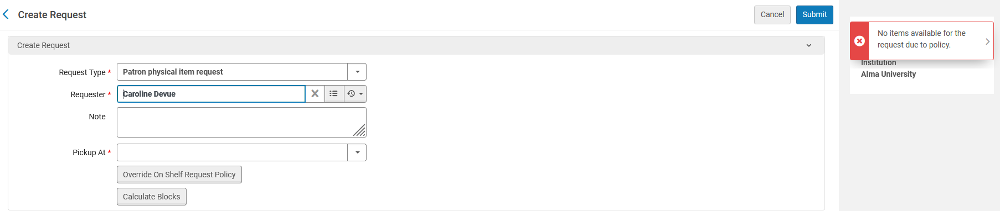 Create Request
Cancel
Submit
No items available for the
request due to policy.
Institution
Alma University
Create Request
Request Type *
Patron physical item request
Requester *
Caroline Devue
Note
Pickup At *
Override On Shelf Request Policy
Calculate Blocks